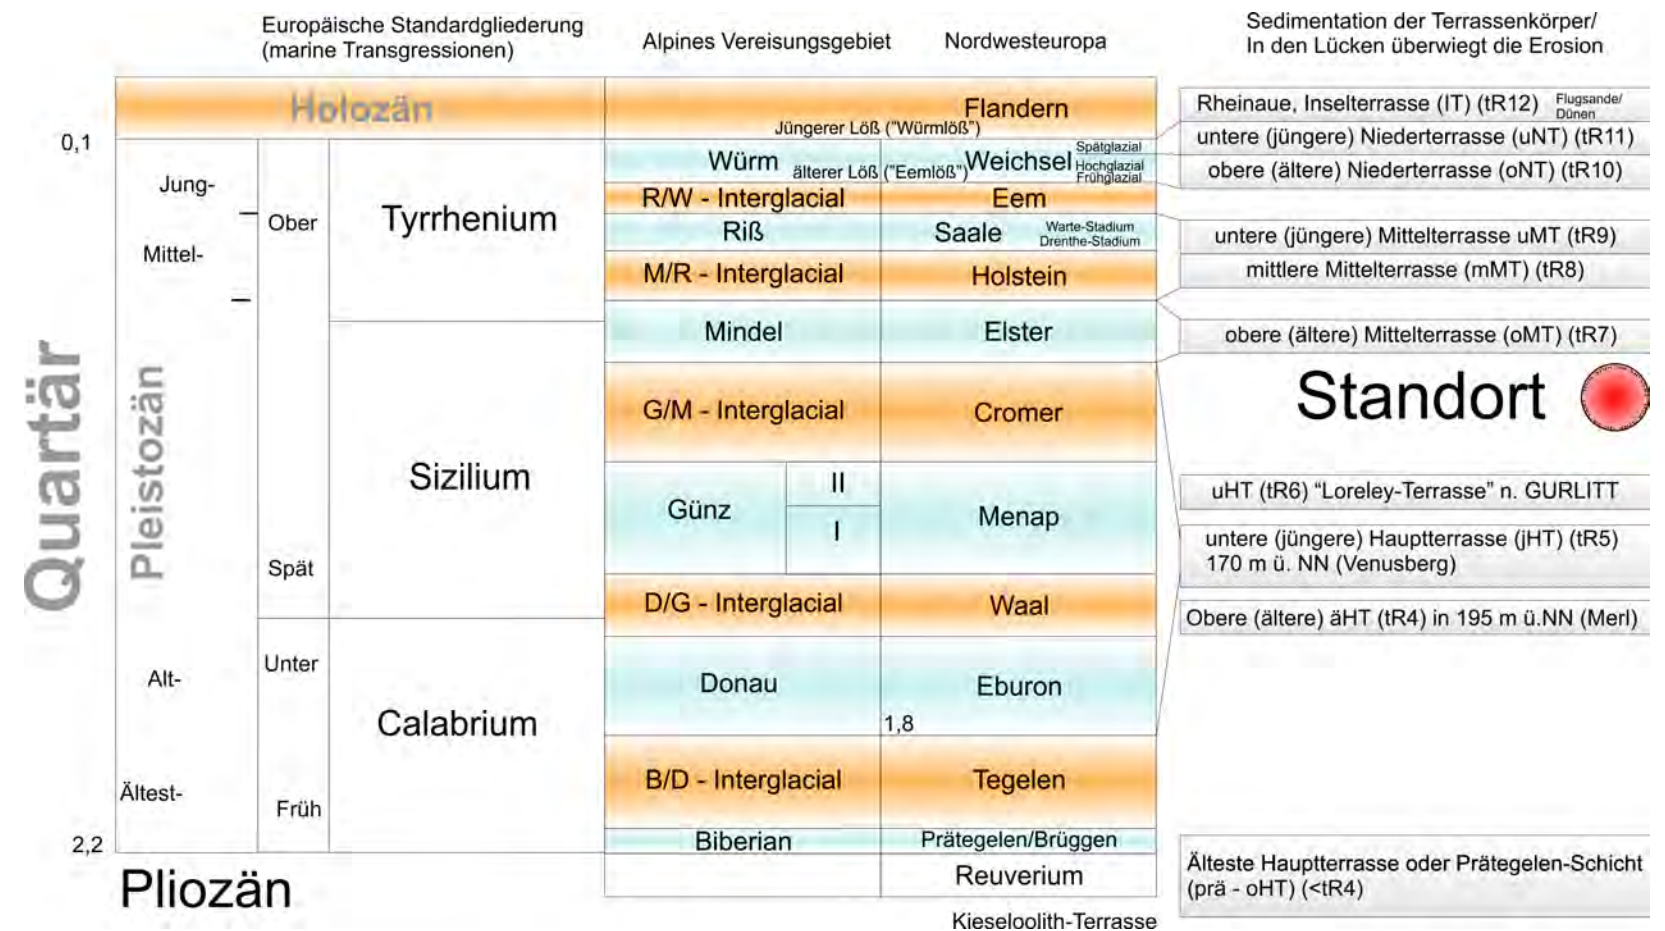 Europäische Standardgliederung
(marine Transgressionen)
Alpines Vereisungsgebiet
Nordwesteuropa
Sedimentation der Terrassenkörper/
In den Lücken überwiegt die Erosion
Holozän
Flandern
Jüngerer Löß ("Würmlöß")
Rheinaue, Inselterrasse (IT) (tR12)
Flugsande/
Dünen
0,1
untere (jüngere) Niederterrasse (uNT) (tR11)
Würm
älterer Löß ("Eemlöß")
Weichsel
Spätglazial
Hochglazial
Frühglazial
obere (ältere) Niederterrasse (oNT) (tR10)
Jung-
R/W - Interglacial
Eem
Ober
Tyrrhenium
Riß
Saale
Warte-Stadium
Drenthe-Stadium
untere (jüngere) Mittelterrasse uMT (tR9)
Mittel-
M/R - Interglacial
Holstein
mittlere Mittelterrasse (mMT) (tR8)
Mindel
Elster
obere (ältere) Mittelterrasse (oMT) (tR7)
Quartär
Pleistozän
G/M - Interglacial
Cromer
Standort
Sizilium
Günz
II
I
Menap
uHT (tR6) “Loreley-Terrasse” n. GURLITT
untere (jüngere) Hauptterrasse (jHT) (tR5)
170 m ü. NN (Venusberg)
Spät
D/G - Interglacial
Waal
Obere (ältere) äHT (tR4) in 195 m ü.NN (Merl)
Unter
Alt-
Donau
Eburon
Calabrium
1,8
B/D - Interglacial
Tegelen
Ältest-
Früh
2,2
Biberian
Prätegelen/Brüggen
Pliozän
Reuverium
Älteste Hauptterrasse oder Prätegelen-Schicht
(prä - oHT) (<tR4)
Kieseloolith-Terrasse